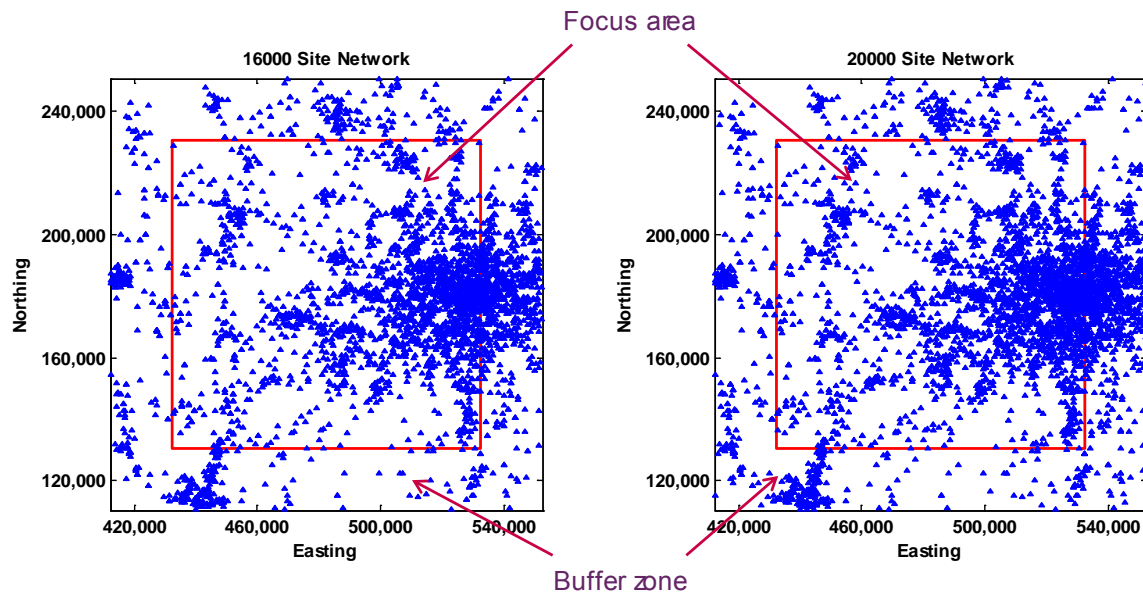 Focus area
16000 Site Network
20000 Site Network
240,000
200,000
160,000
120,000
Northing
420,000 460,000 500,000 540,000
Easting
240,000
200,000
160,000
120,000
Northing
420,000 460,000 500,000 540,000
Easting
Buffer zone